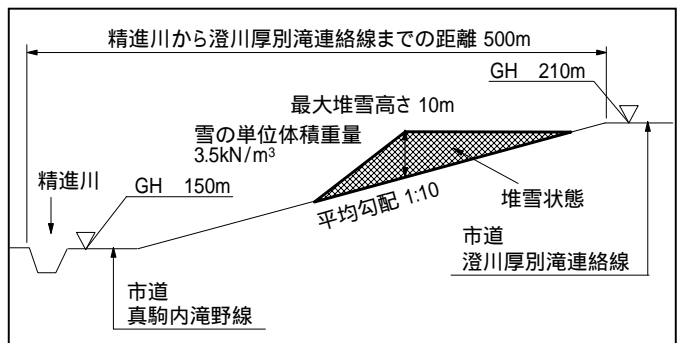 精進川から澄川厚別滝連絡線までの距離 500m
GH 210m
最大堆雪高さ 10m
雪の単位体積重量
3.5kN/m³
精進川
GH 150m
平均勾配 1:10
堆雪状態
市道
澄川厚別滝連絡線
市道
真駒内滝野線